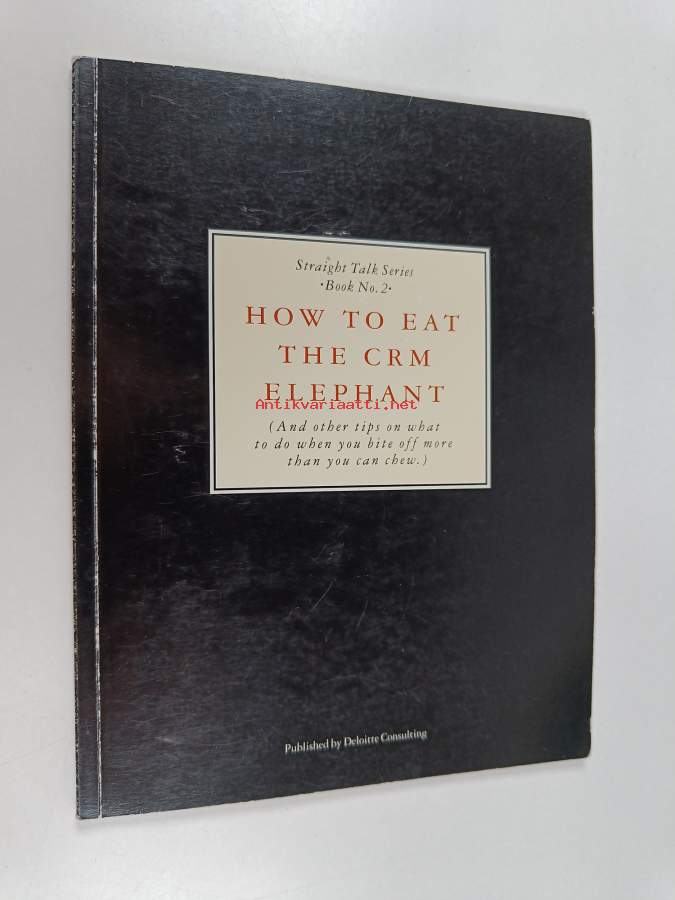 Straight Talk Series
·Book No. 2·
HOW TO EAT
THE CRM
ELEPHANT
Antikvariaatti.net
(And other tips on what
to do when you bite off more
than you can chew.)
Published by Deloitte Consulting